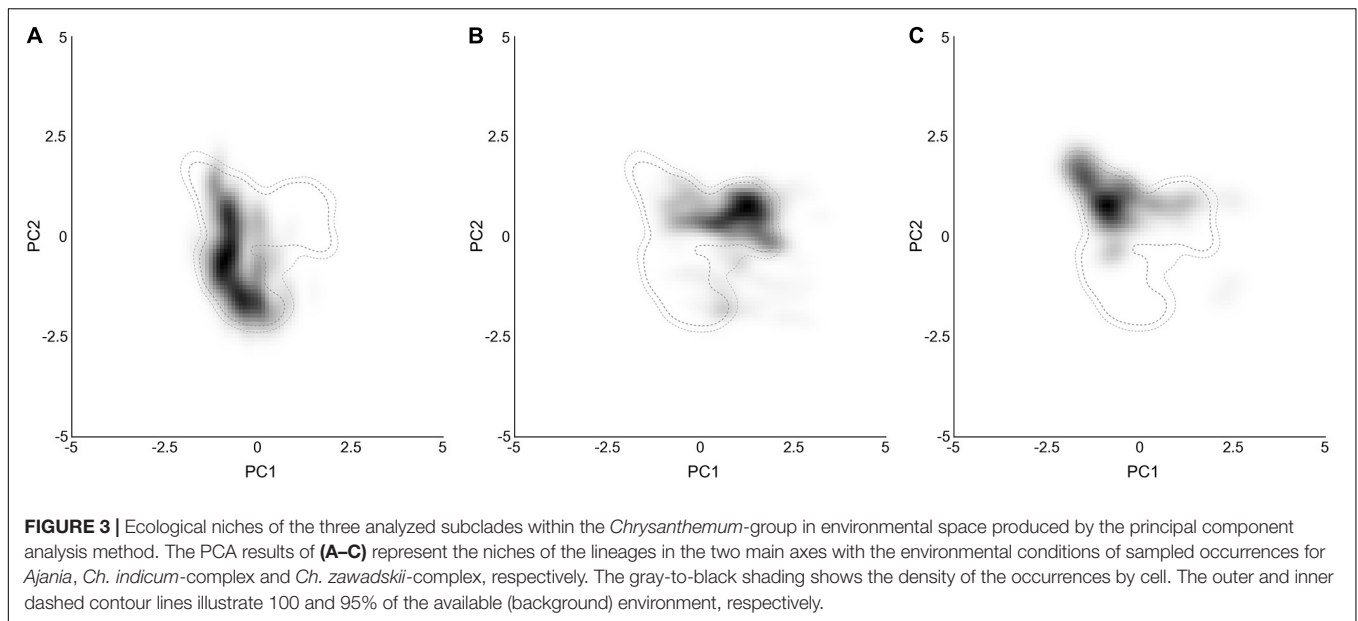 A
5
2.5
0
-2.5
-5
PC2
-5
-2.5
0
2.5
5
PC1
B
5
2.5
0
-2.5
-5
PC2
-5
-2.5
0
2.5
5
PC1
C
5
2.5
0
-2.5
-5
PC2
-5
-2.5
0
2.5
5
PC1
FIGURE 3 | Ecological niches of the three analyzed subclades within the Chrysanthemum-group in environmental space produced by the principal component
analysis method. The PCA results of (A–C) represent the niches of the lineages in the two main axes with the environmental conditions of sampled occurrences for
Ajania, Ch. indicum-complex and Ch. zawadskii-complex, respectively. The gray-to-black shading shows the density of the occurrences by cell. The outer and inner
dashed contour lines illustrate 100 and 95% of the available (background) environment, respectively.